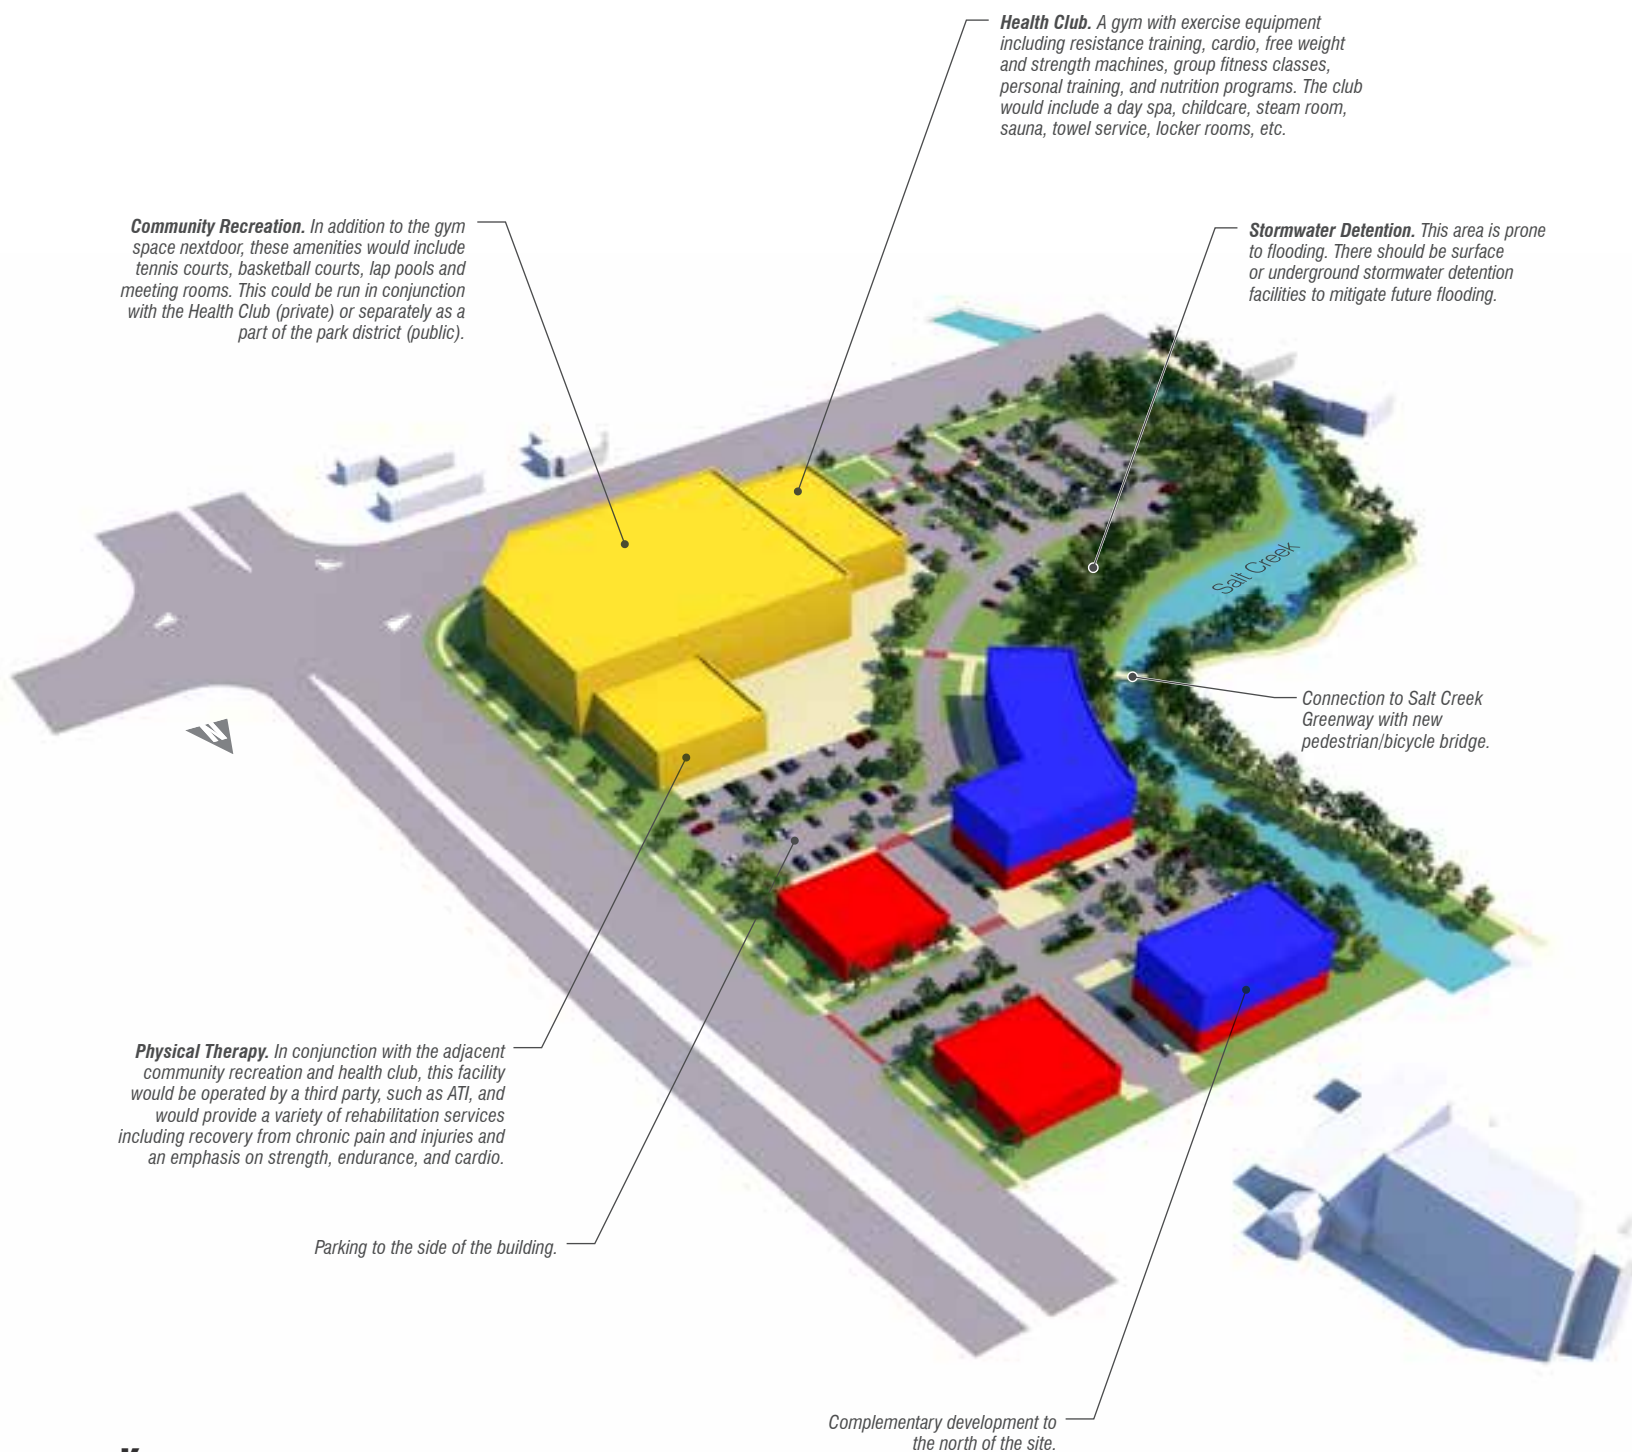 Health Club. A gym with exercise equipment
including resistance training, cardio, free weight
and strength machines, group fitness classes,
personal training, and nutrition programs. The club
would include a day spa, childcare, steam room,
sauna, towel service, locker rooms, etc.
Community Recreation. In addition to the gym
space nextdoor, these amenities would include
tennis courts, basketball courts, lap pools and
meeting rooms. This could be run in conjunction
with the Health Club (private) or separately as a
part of the park district (public).
Stormwater Detention. This area is prone
to flooding. There should be surface
or underground stormwater detention
facilities to mitigate future flooding.
Salt Creek
Connection to Salt Creek
Greenway with new
pedestrian/bicycle bridge.
N
Physical Therapy. In conjunction with the adjacent
community recreation and health club, this facility
would be operated by a third party, such as ATI, and
would provide a variety of rehabilitation services
including recovery from chronic pain and injuries and
an emphasis on strength, endurance, and cardio.
Parking to the side of the building.
Complementary development to
the north of the site.